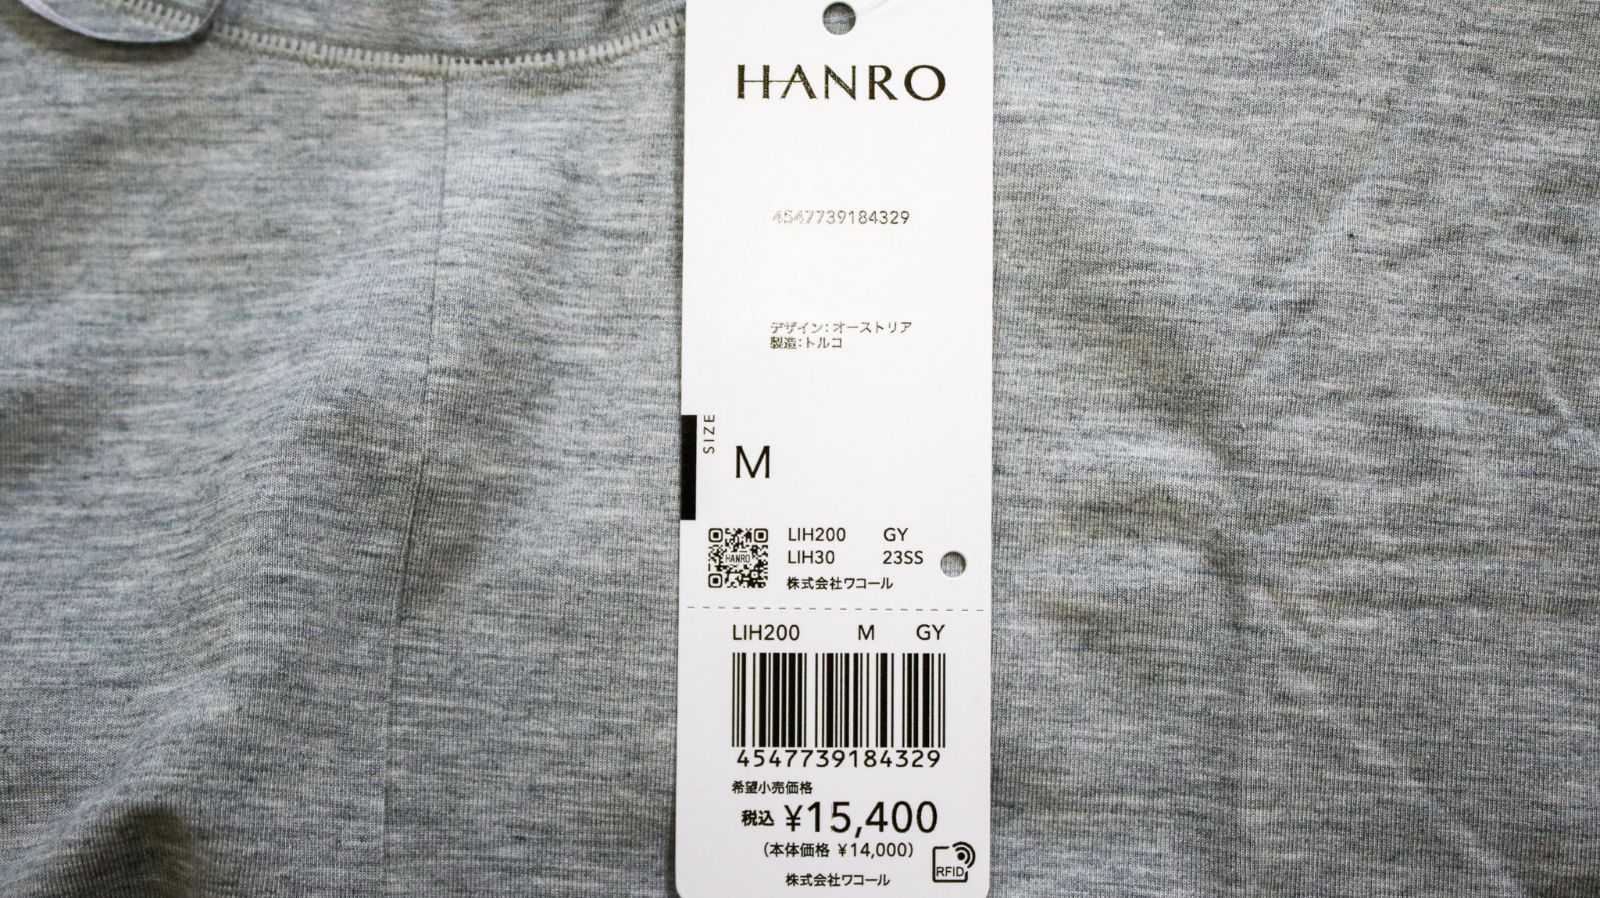 HANRO
4547739184329
デザイン:オーストリア
製造:トルコ
SIZE
M
HANRO
LIH200 GY
LIH30 23SS
株式会社ワコール
LIH200 M GY
4547739184329
希望小売価格
税込 ¥15,400
(本体価格 ¥14,000)
RFID
株式会社ワコール